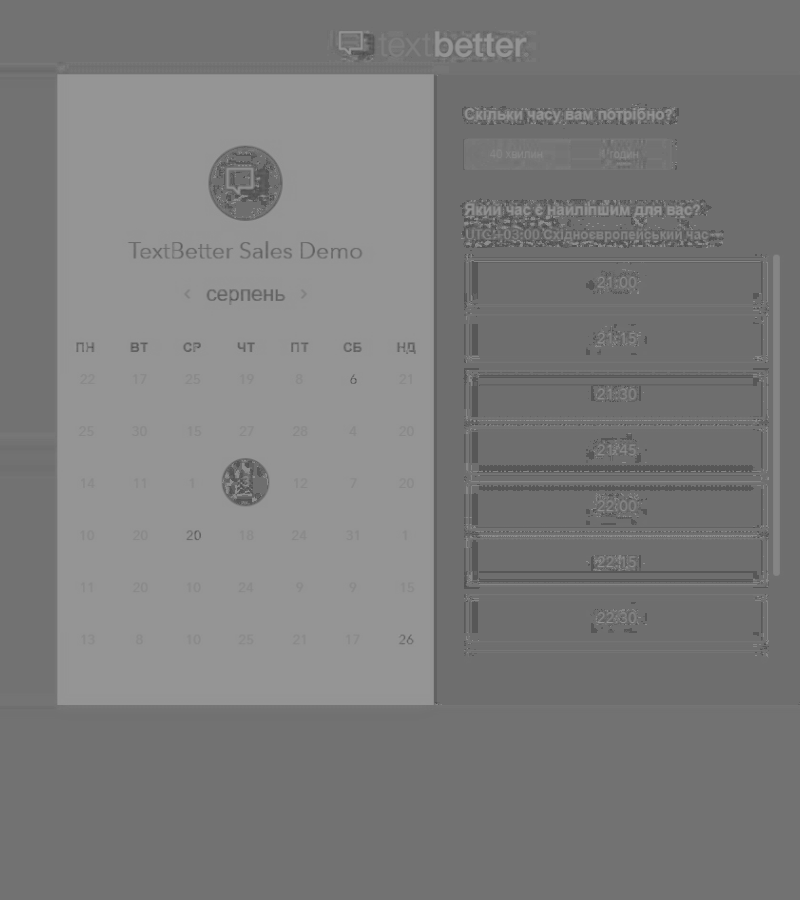 textbetter
TextBetter Sales Demo
серпень
ПН ВТ СР ЧТ ПТ СБ НД
22 17 25 19 8 6 21
25 30 15 27 28 4 20
14 11 1 12 7 20
10 20 20 18 24 31 1
11 20 10 24 9 9 15
13 8 10 25 21 17 26
Скільки часу вам потрібно?
40 хвилин годин
Який час є найліпшим для вас?
UTC+03:00 Східноєвропейський час
21:00
21:15
21:30
21:45
22:00
22:15
22:30